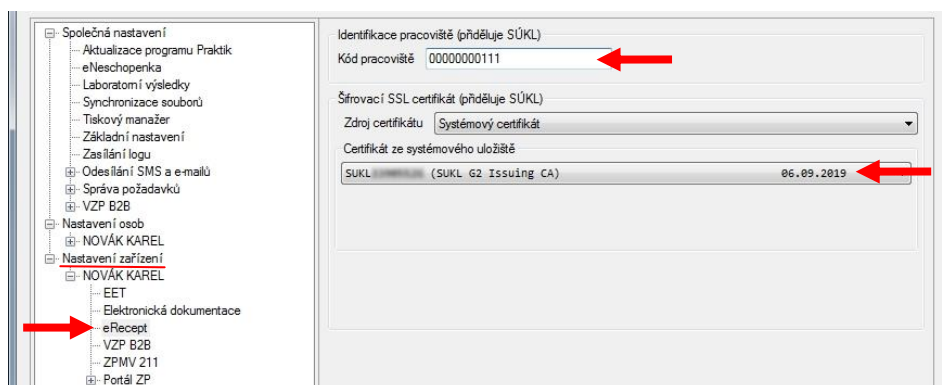 Společná nastavení
Aktualizace programu Praktik
eNeschopenka
Laboratorní výsledky
Synchronizace souborů
Tiskový manažer
Základní nastavení
Zasílání logu
Odesílání SMS a e-mailů
Správa požadavků
VZP B2B
Nastavení osob
NOVÁK KAREL
Nastavení zařízení
NOVÁK KAREL
EET
Elektronická dokumentace
eRecept
VZP B2B
ZPMV 211
Portál ZP
Identifikace pracoviště (přiděluje SÚKL)
Kód pracoviště 00000000111
Šifrovací SSL certifikát (přiděluje SÚKL)
Zdroj certifikátu Systémový certifikát
Certifikát ze systémového uložiště
SUKL (SUKL G2 Issuing CA) 06.09.2019